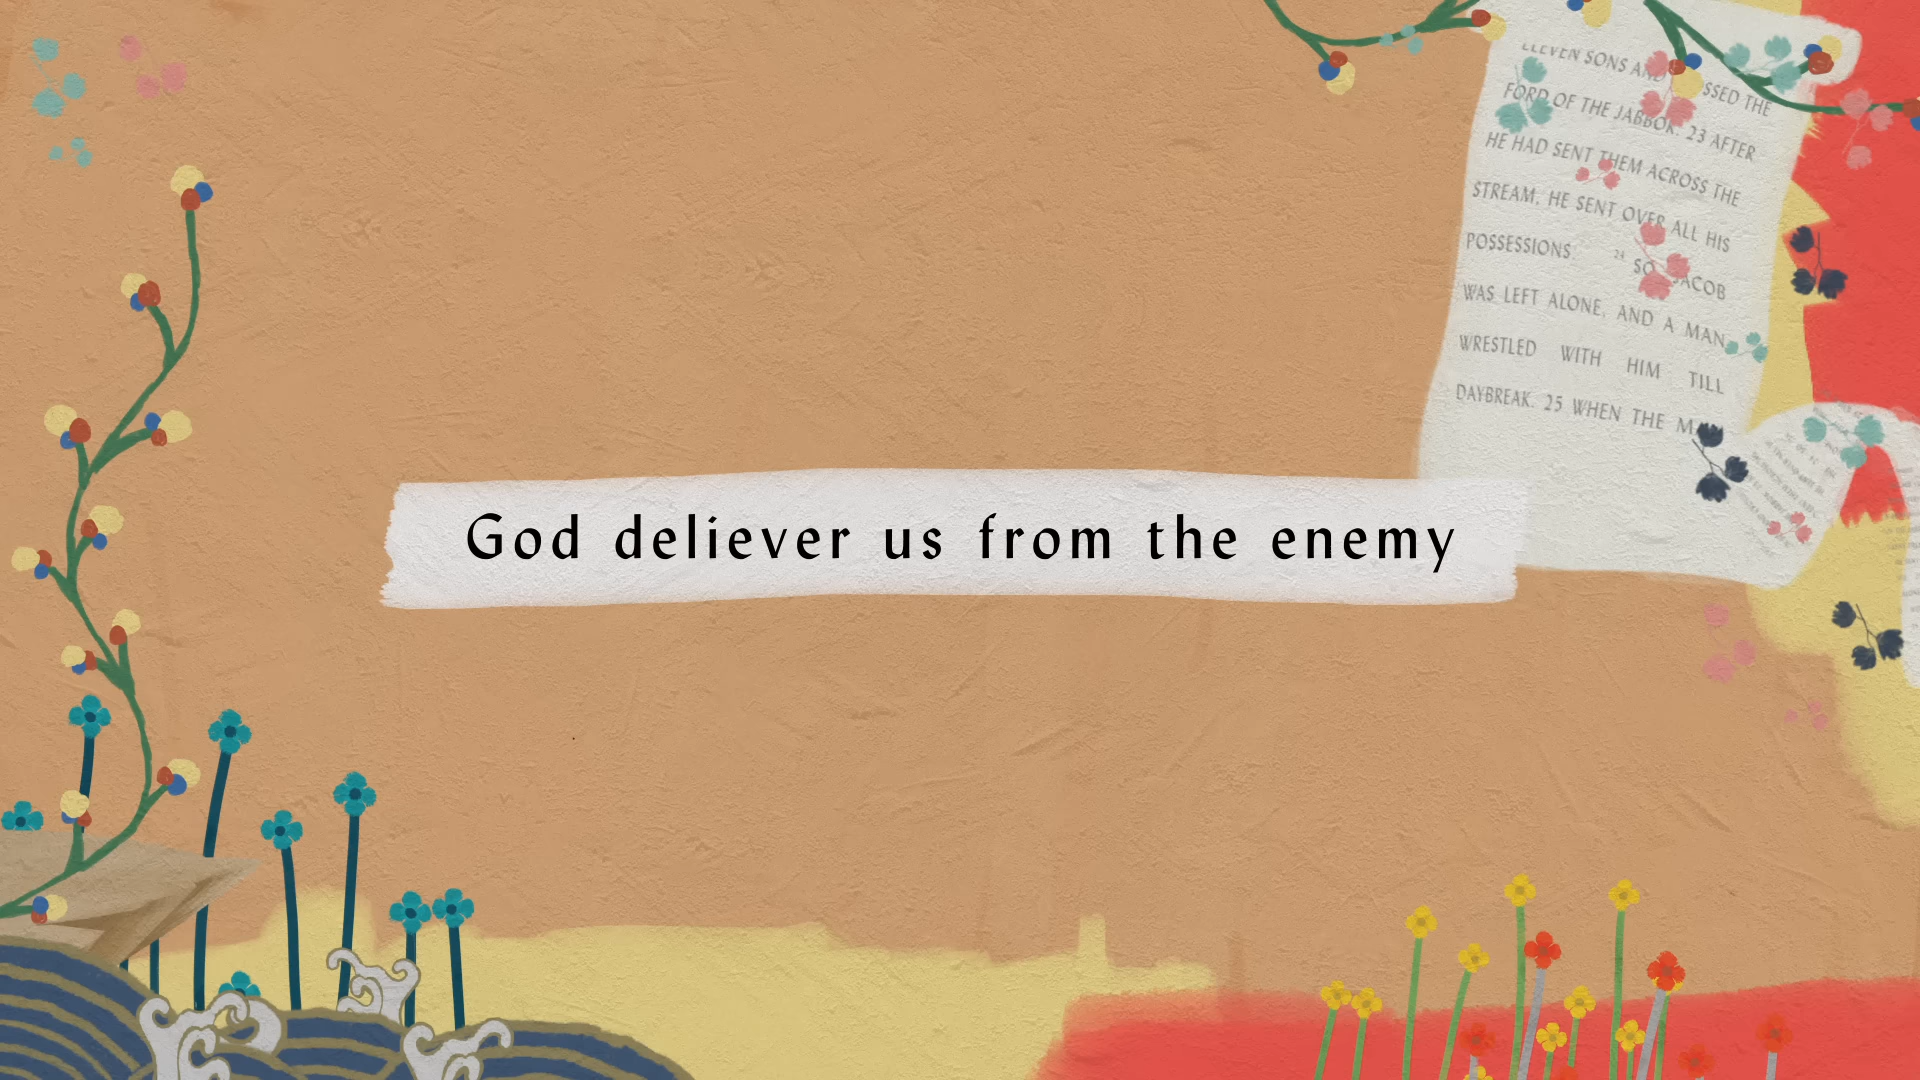 God deliever us from the enemy
ELEVEN SONS AND SSED THE
FORD OF THE JABBOK. 23 AFTER
HE HAD SENT THEM ACROSS THE
STREAM, HE SENT OVER ALL HIS
POSSESSIONS. 24 SO JACOB
WAS LEFT ALONE, AND A MAN
WRESTLED WITH HIM TILL
DAYBREAK. 25 WHEN THE